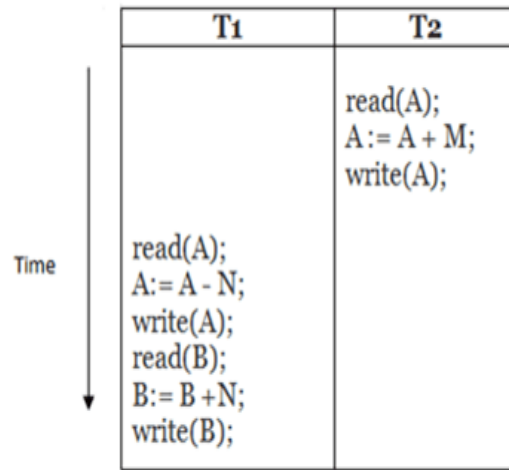 T1 T2
read(A);
A:= A + M;
write(A);
Time
read(A);
A:= A - N;
write(A);
read(B);
B:= B +N;
write(B);